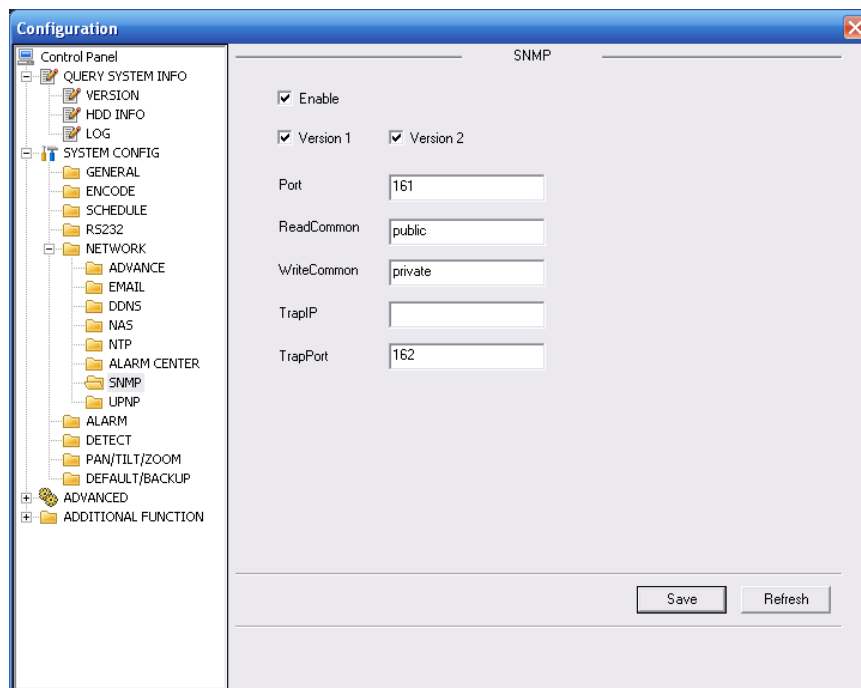 Configuration
Control Panel
QUERY SYSTEM INFO
VERSION
HDD INFO
LOG
SYSTEM CONFIG
GENERAL
ENCODE
SCHEDULE
RS232
NETWORK
ADVANCE
EMAIL
DDNS
NAS
NTP
ALARM CENTER
SNMP
UPNP
ALARM
DETECT
PAN/TILT/ZOOM
DEFAULT/BACKUP
ADVANCED
ADDITIONAL FUNCTION
SNMP
Enable
Version 1 Version 2
Port 161
ReadCommon public
WriteCommon private
TrapIP
TrapPort 162
Save Refresh